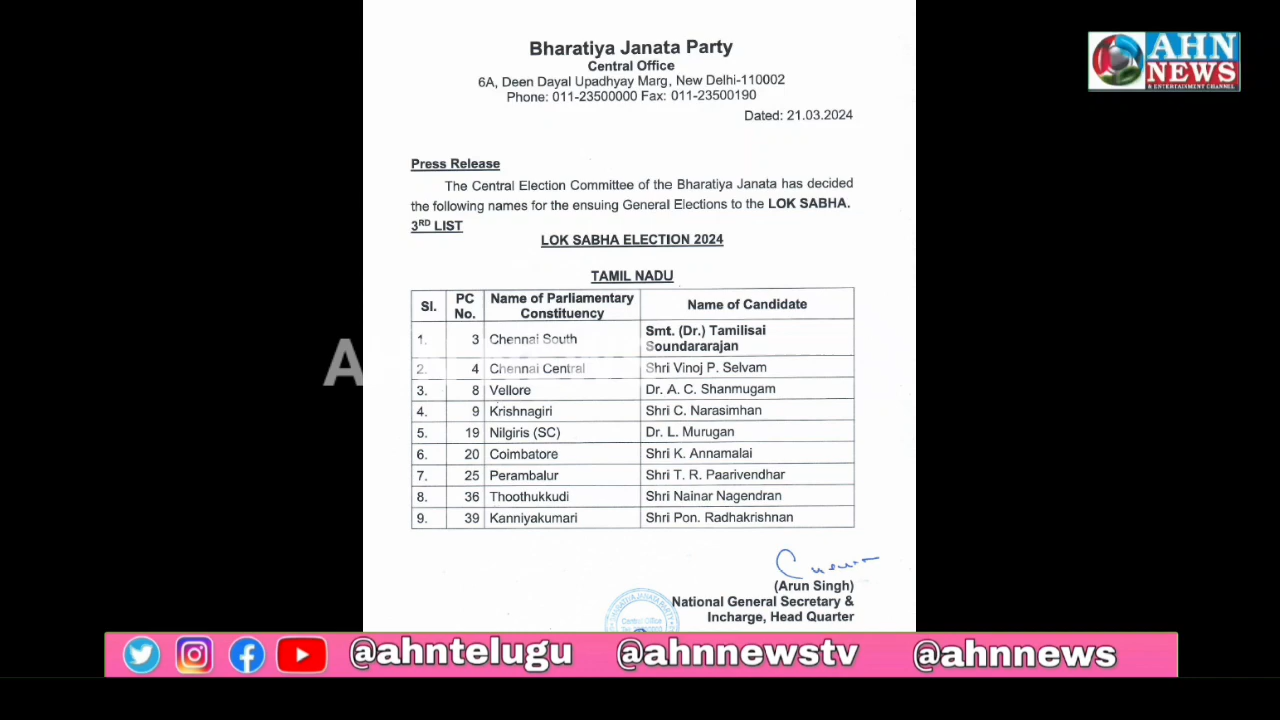 Bharatiya Janata Party
Central Office
6A, Deen Dayal Upadhyay Marg, New Delhi-110002
Phone: 011-23500000 Fax: 011-23500190
Dated: 21.03.2024
AHN
NEWS
& ENTERTAINMENT CHANNEL
Press Release
The Central Election Committee of the Bharatiya Janata has decided
the following names for the ensuing General Elections to the LOK SABHA.
3RD LIST
LOK SABHA ELECTION 2024
TAMIL NADU
Sl. PC No. Name of Parliamentary Constituency Name of Candidate
1. 3 Chennai South Smt. (Dr.) Tamilisai Soundararajan
2. 4 Chennai Central Shri Vinoj P. Selvam
3. 8 Vellore Dr. A. C. Shanmugam
4. 9 Krishnagiri Shri C. Narasimhan
5. 19 Nilgiris (SC) Dr. L. Murugan
6. 20 Coimbatore Shri K. Annamalai
7. 25 Perambalur Shri T. R. Paarivendhar
8. 36 Thoothukkudi Shri Nainar Nagendran
9. 39 Kanniyakumari Shri Pon. Radhakrishnan
(Arun Singh)
National General Secretary &
Incharge, Head Quarter
@ahntelugu @ahnnewstv @ahnnews